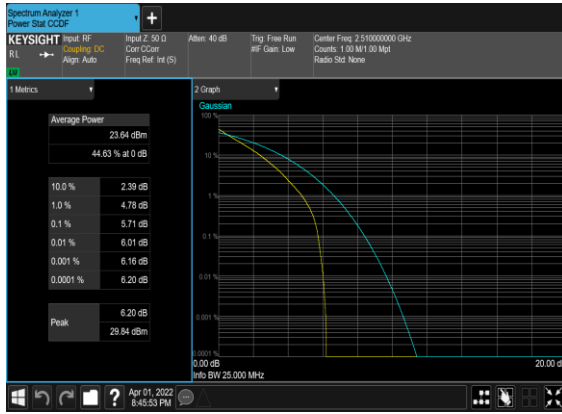 Spectrum Analyzer 1
Power Stat CCDF
KEYSIGHT
RL
Input: RF
Coupling: DC
Align: Auto
Input Z: 50 Ω
Corr CCorr
Freq Ref: Int (S)
Atten: 40 dB
Trig: Free Run
#IF Gain: Low
Center Freq: 2.510000000 GHz
Counts: 1.00 M/1.00 Mpt
Radio Std: None
1 Metrics
Average Power
23.64 dBm
44.63 % at 0 dB
10.0 % 2.39 dB
1.0 % 4.78 dB
0.1 % 5.71 dB
0.01 % 6.01 dB
0.001 % 6.16 dB
0.0001 % 6.20 dB
Peak
6.20 dB
29.84 dBm
2 Graph
Gaussian
100 %
10 %
1 %
0.1 %
0.01 %
0.001 %
0.0001 %
0.00 dB
20.00 dB
Info BW 25.000 MHz
?
Apr 01, 2022
8:45:53 PM